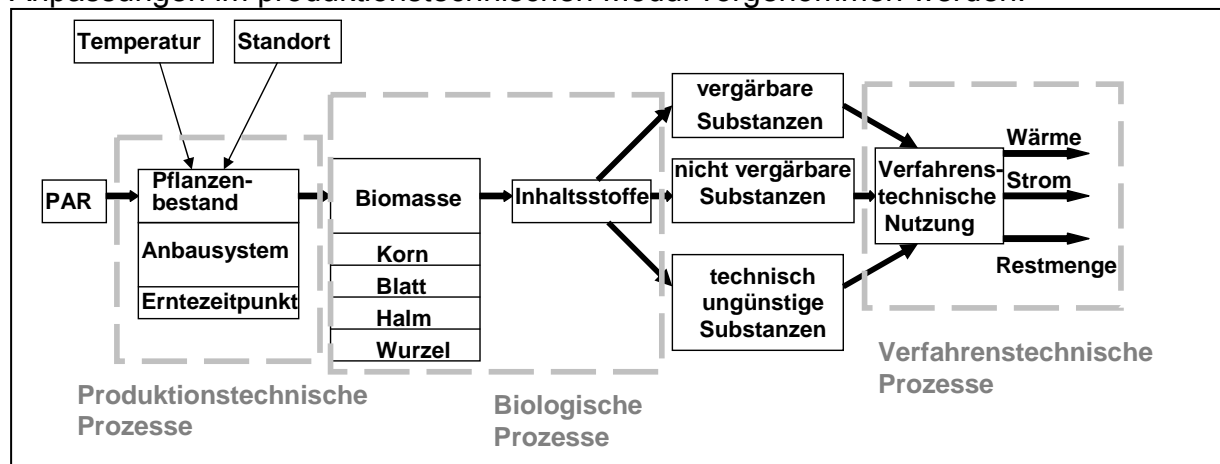 Anpassungen im produktionstechnischen Modul vorgenommen werden.
Temperatur
Standort
PAR
Pflanzen-
bestand
Anbausystem
Erntezeitpunkt
Produktionstechnische
Prozesse
Biomasse
Korn
Blatt
Halm
Wurzel
Inhaltsstoffe
Biologische
Prozesse
vergärbare
Substanzen
nicht vergärbare
Substanzen
technisch
ungünstige
Substanzen
Verfahrens-
technische
Nutzung
Wärme
Strom
Restmenge
Verfahrenstechnische
Prozesse